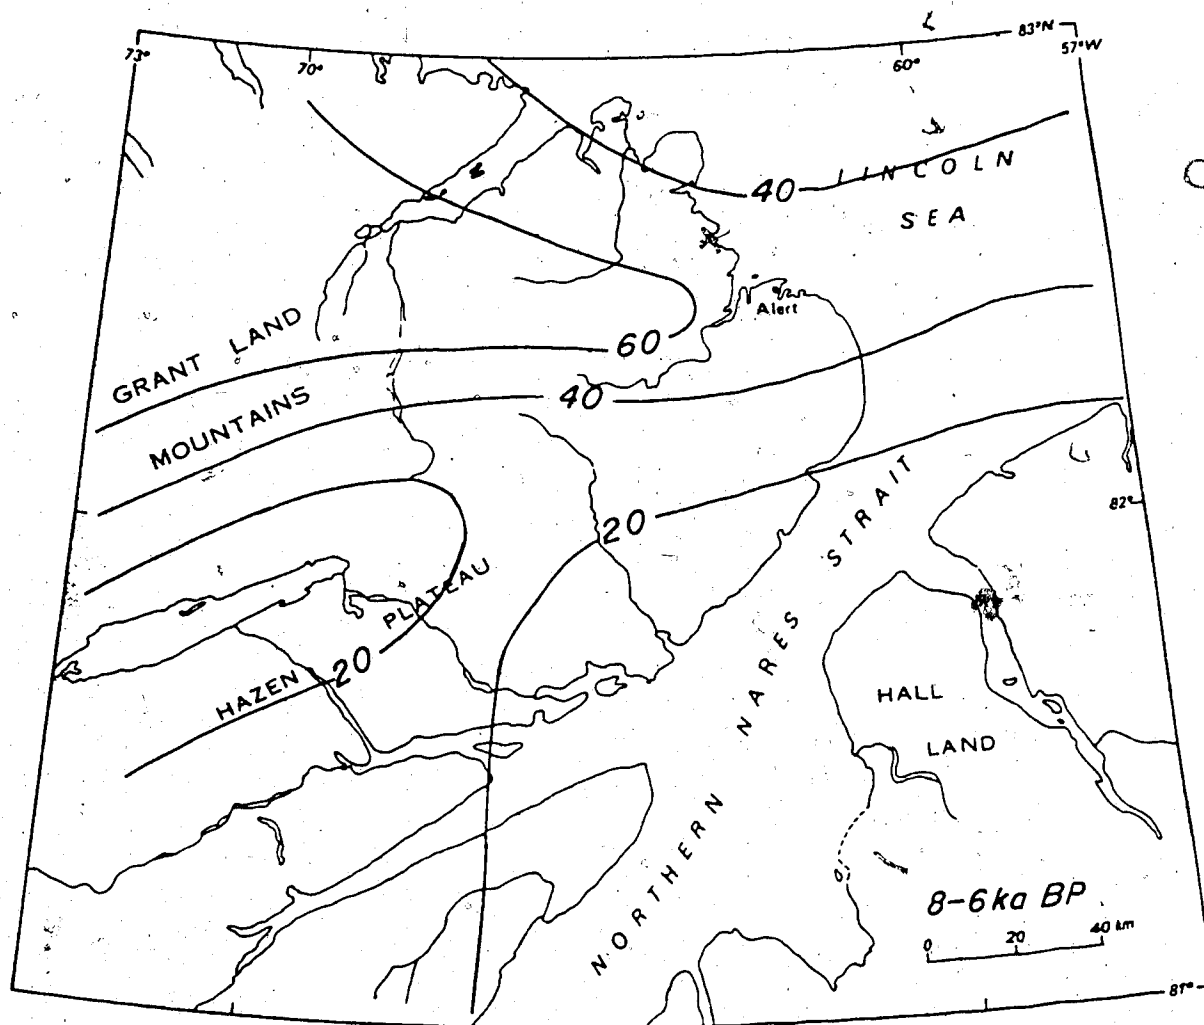 83°N
73°
70°
60°
57°W
LINCOLN
SEA
40
Alert
GRANT LAND
MOUNTAINS
60
40
82°
20
NORTHERN NARES STRAIT
HAZEN PLATEAU
20
HALL
LAND
8-6ka BP
0 20 40 km
81°